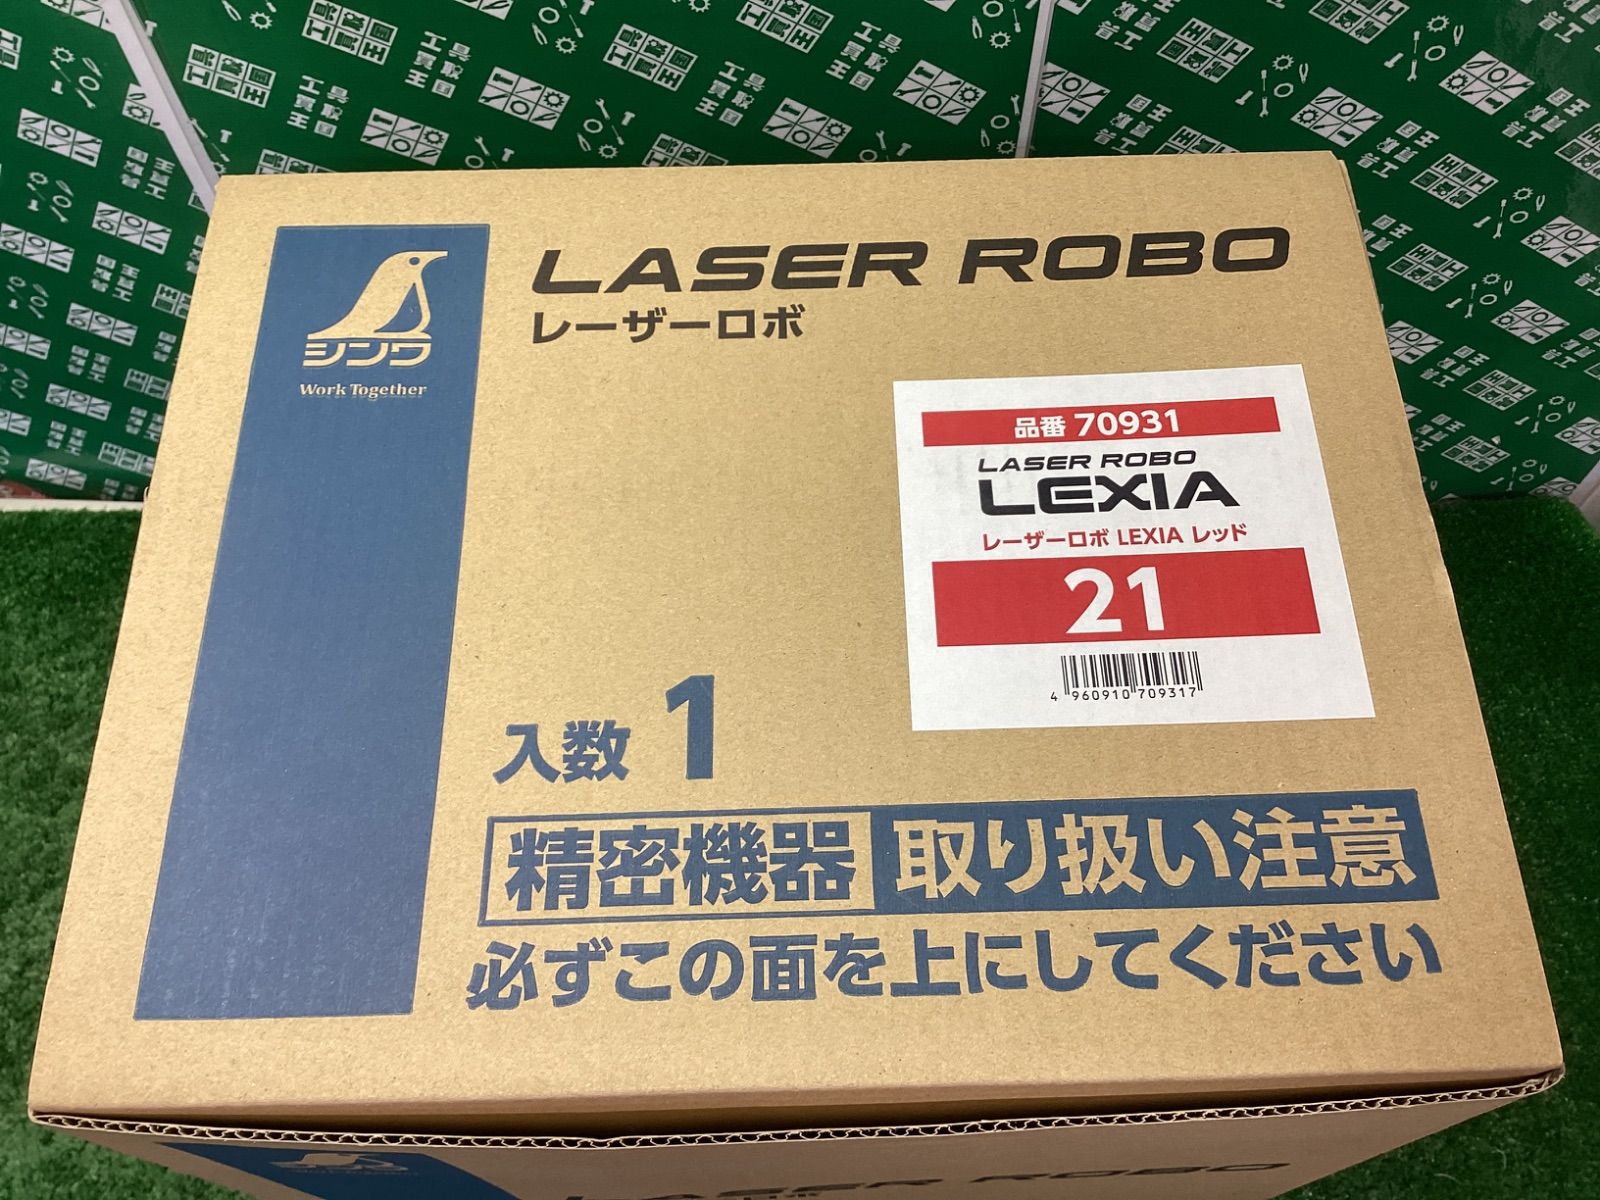 シンワ
Work Together
LASER ROBO
レーザーロボ
品番 70931
LASER ROBO
LEXIA
レーザーロボ LEXIA レッド
21
4 960910 709317
入数 1
精密機器 取り扱い注意
必ずこの面を上にしてください
LASER ROBO